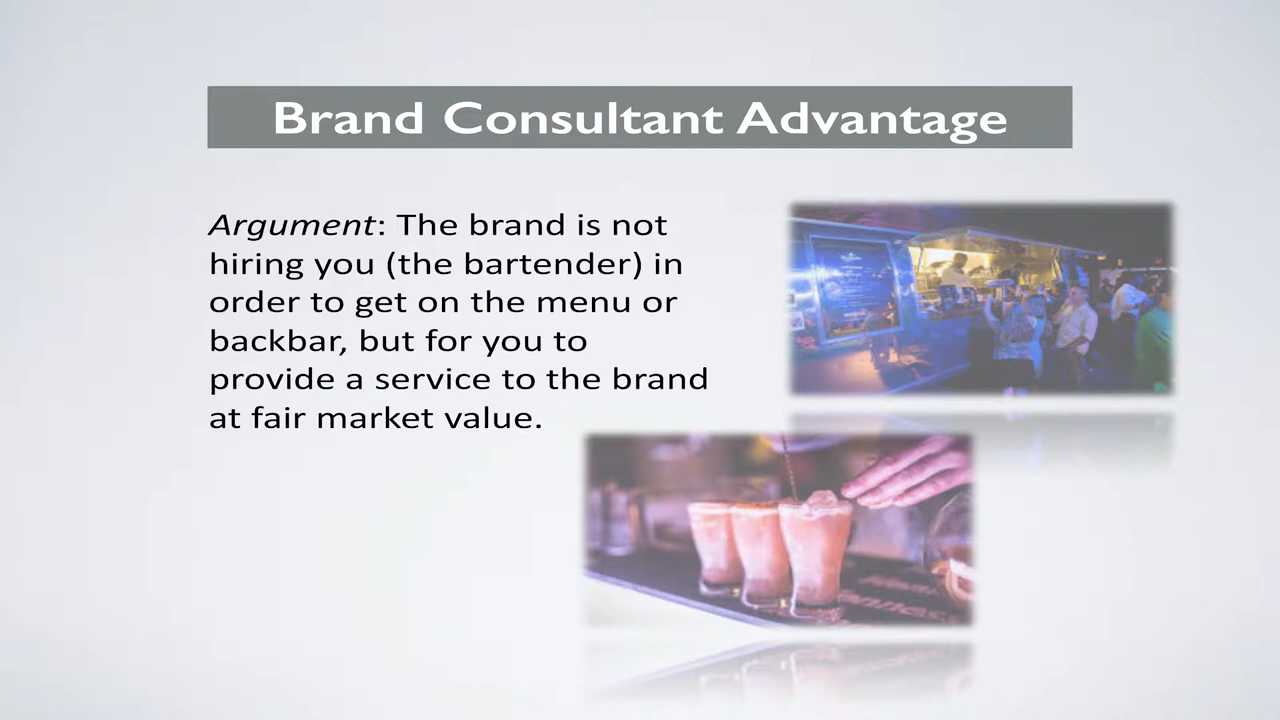 Brand Consultant Advantage
Argument: The brand is not
hiring you (the bartender) in
order to get on the menu or
backbar, but for you to
provide a service to the brand
at fair market value.